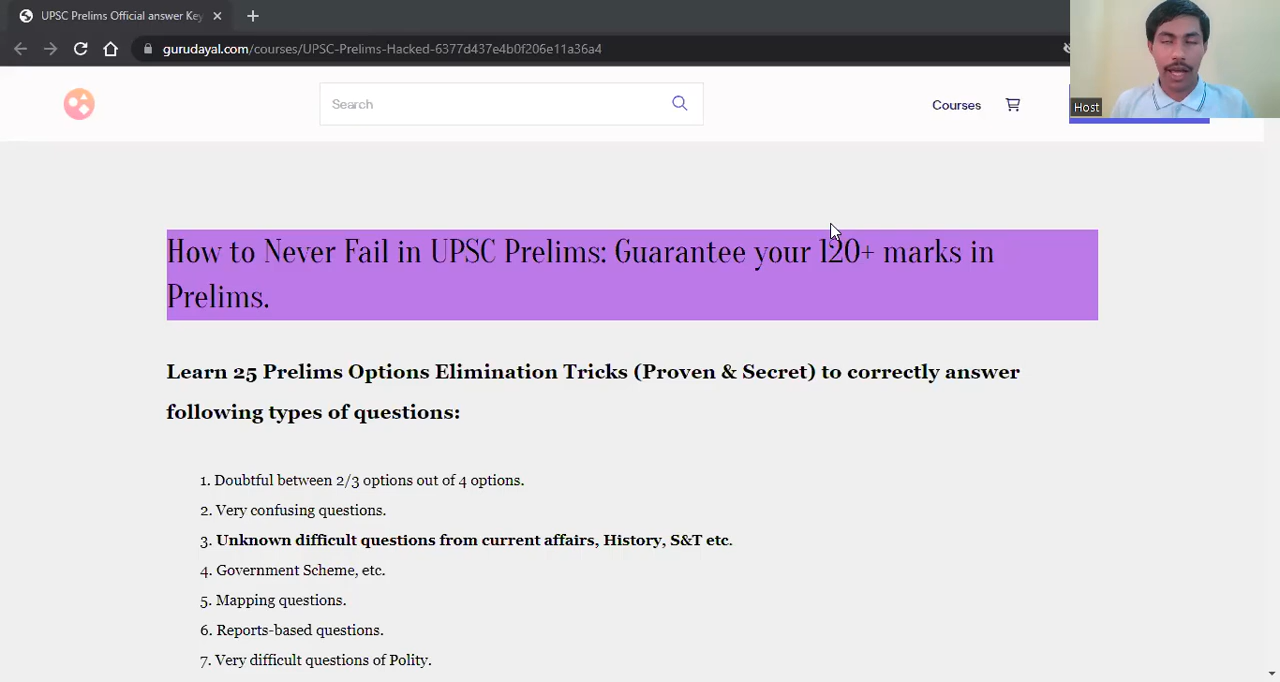 UPSC Prelims Official answer Key
gurudayal.com/courses/UPSC-Prelims-Hacked-6377d437e4b0f206e11a36a4
Search
Courses
Host
How to Never Fail in UPSC Prelims: Guarantee your 120+ marks in
Prelims.
Learn 25 Prelims Options Elimination Tricks (Proven & Secret) to correctly answer
following types of questions:
1. Doubtful between 2/3 options out of 4 options.
2. Very confusing questions.
3. Unknown difficult questions from current affairs, History, S&T etc.
4. Government Scheme, etc.
5. Mapping questions.
6. Reports-based questions.
7. Very difficult questions of Polity.